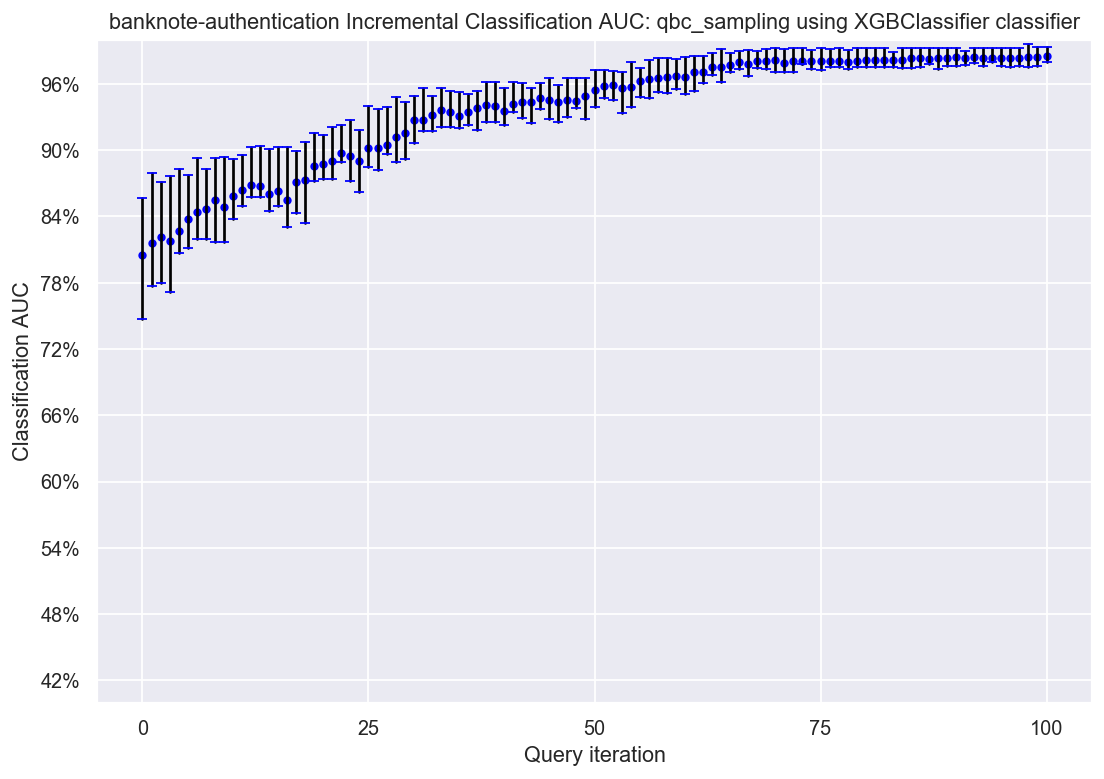 banknote-authentication Incremental Classification AUC: qbc_sampling using XGBClassifier classifier
96%
90%
84%
78%
72%
66%
60%
54%
48%
42%
Classification AUC
0 25 50 75 100
Query iteration